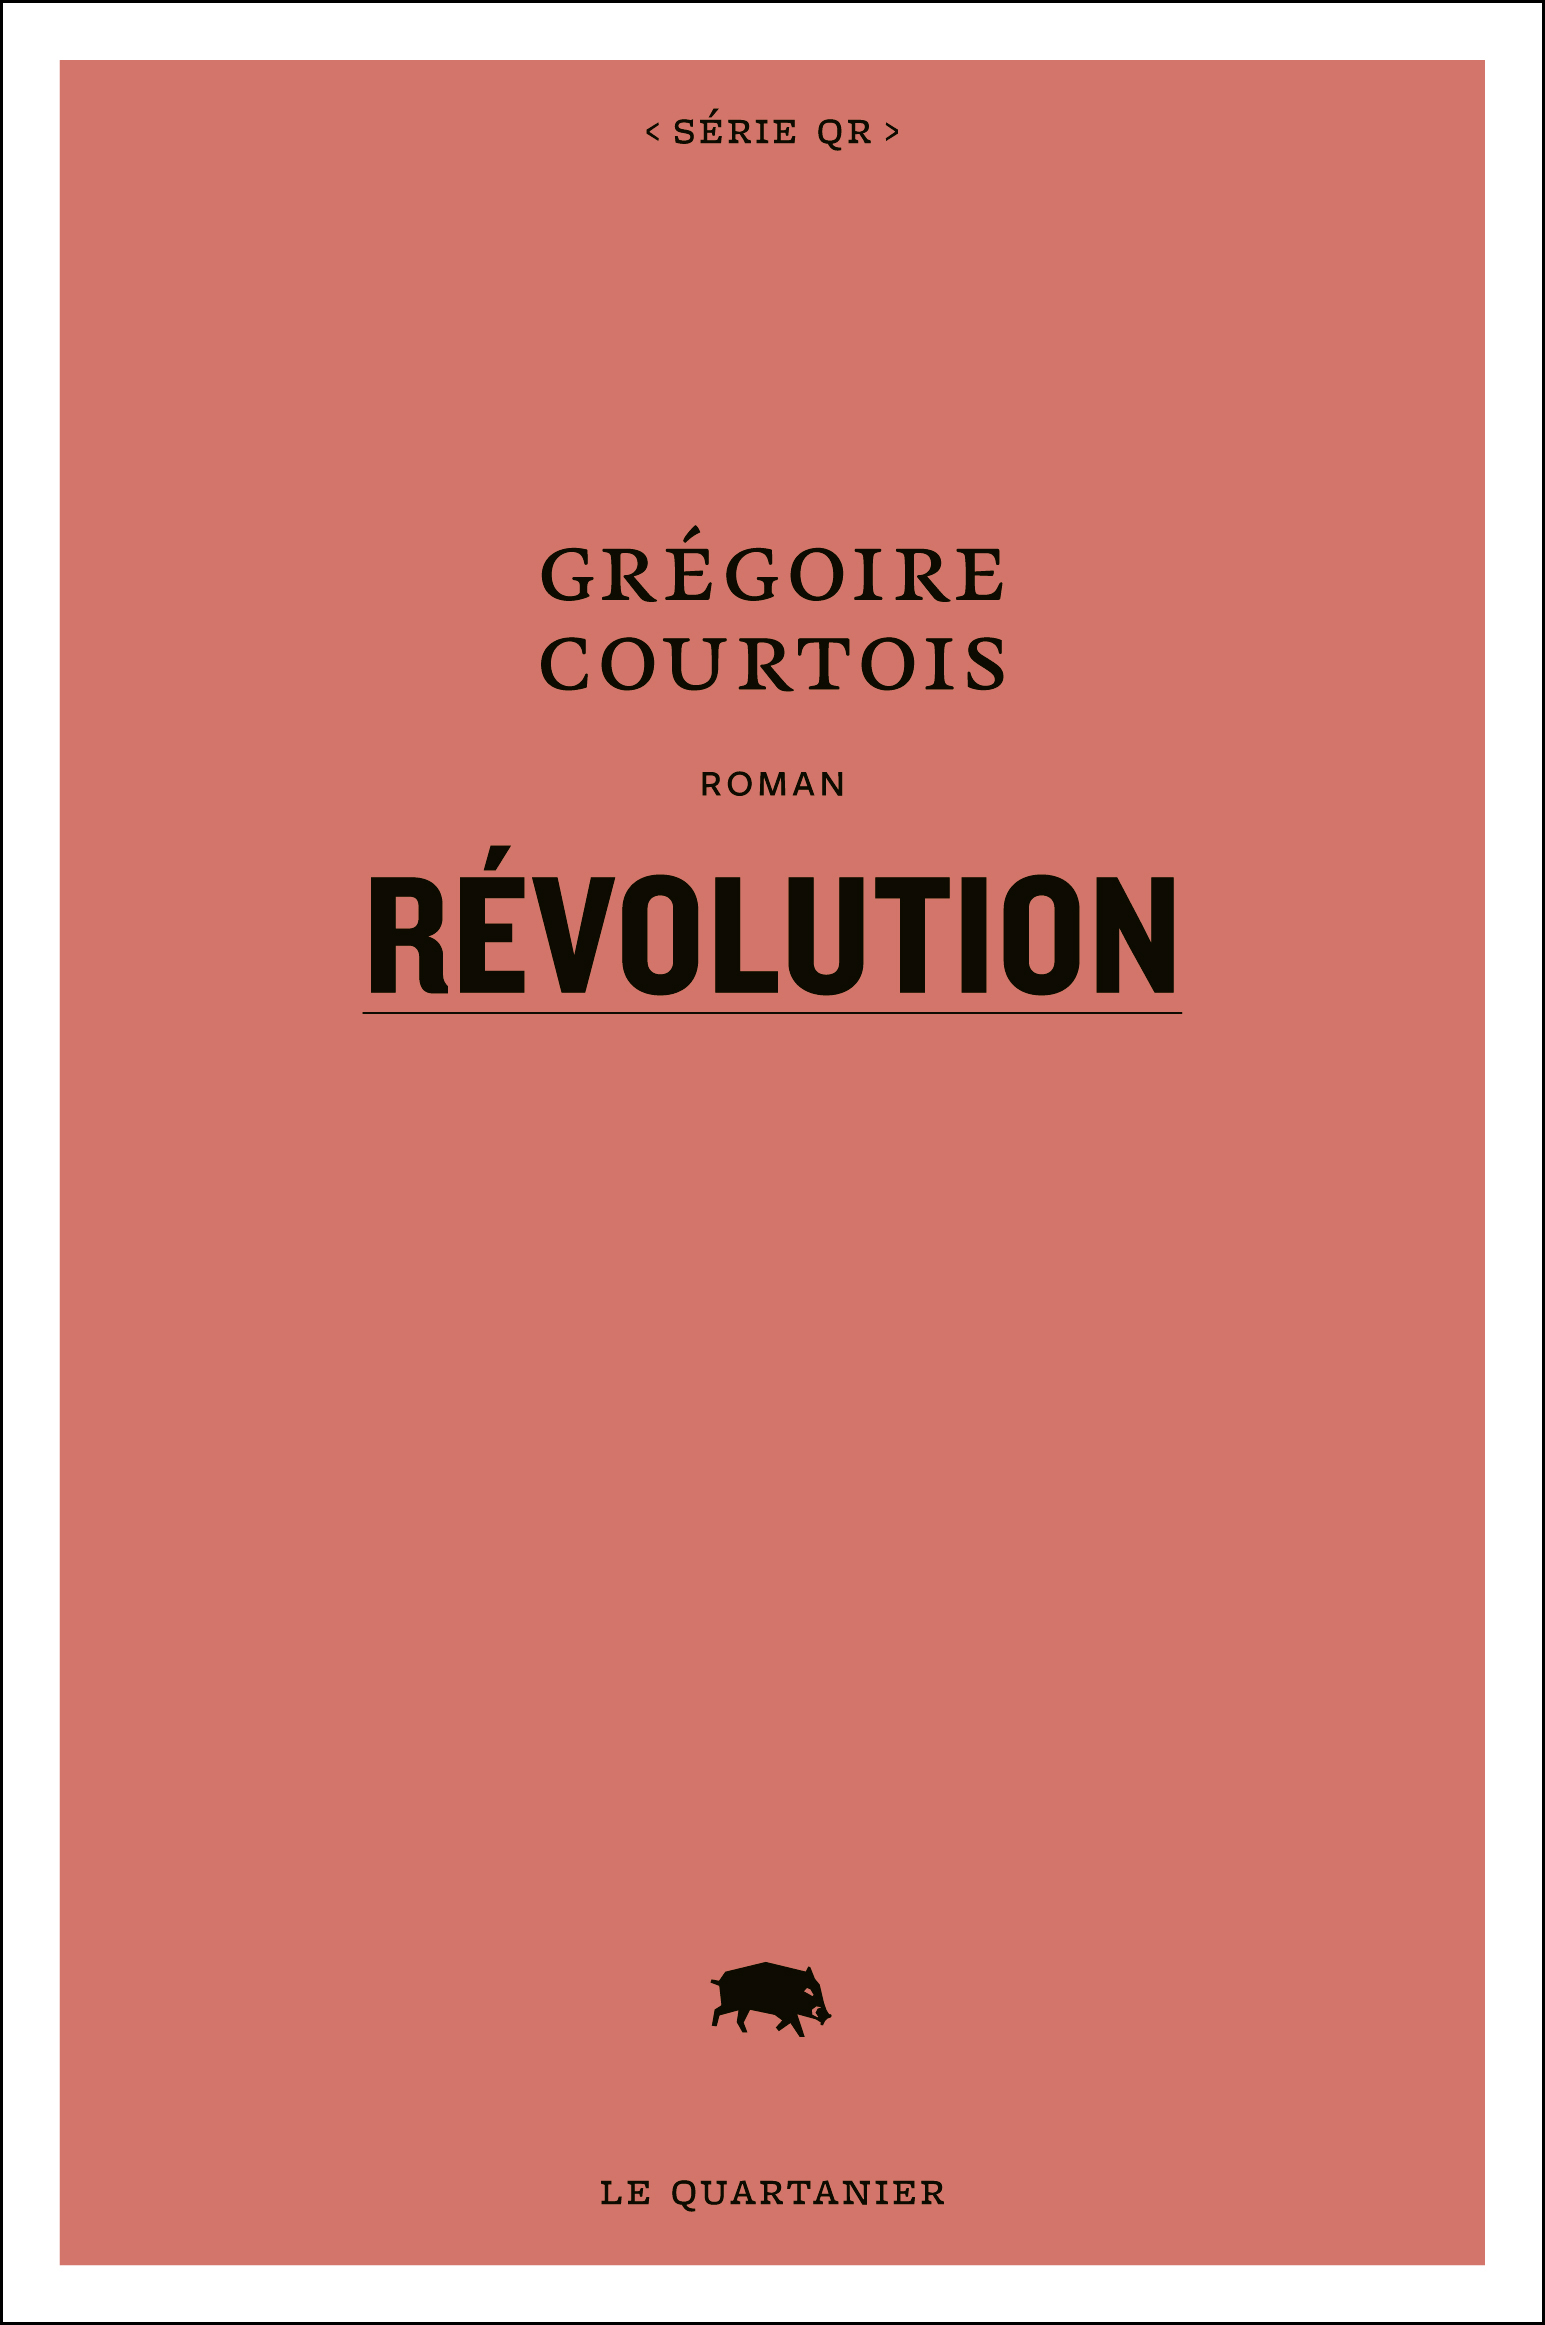 < SÉRIE QR >
GRÉGOIRE
COURTOIS
ROMAN
RÉVOLUTION
LE QUARTANIER